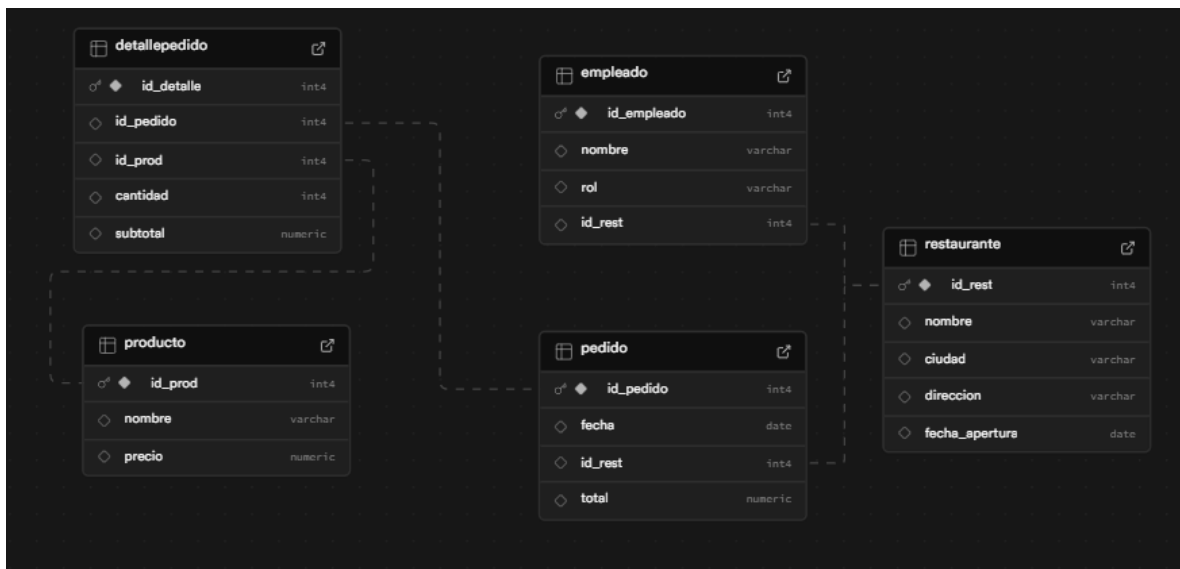 detallepedido
id_detalle int4
id_pedido int4
id_prod int4
cantidad int4
subtotal numeric
empleado
id_empleado int4
nombre varchar
rol varchar
id_rest int4
restaurante
id_rest int4
nombre varchar
ciudad varchar
direccion varchar
fecha_apertura date
producto
id_prod int4
nombre varchar
precio numeric
pedido
id_pedido int4
fecha date
id_rest int4
total numeric